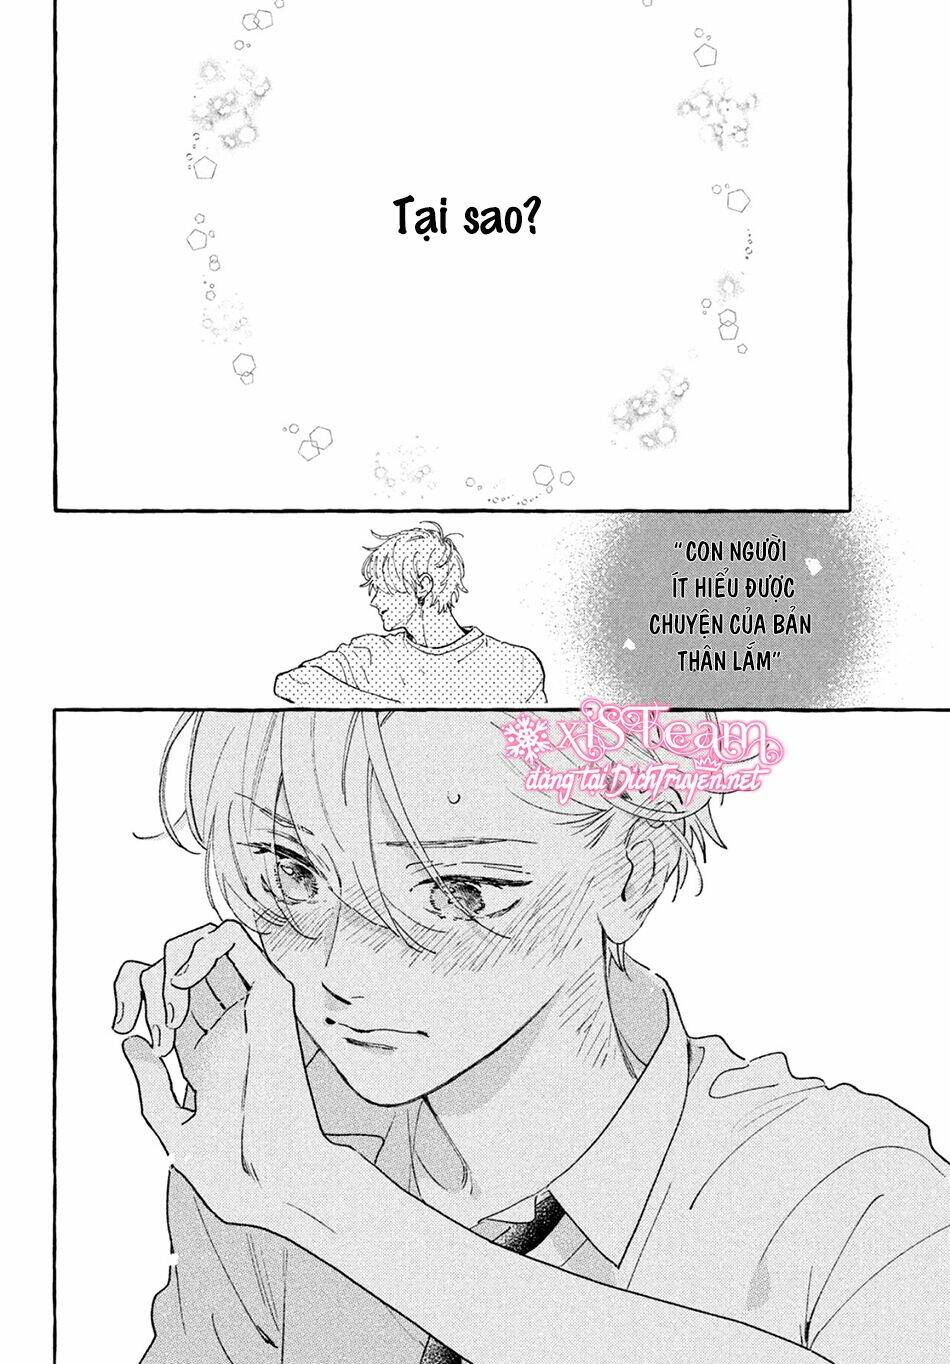 Tại sao?
"CON NGƯỜI
ÍT HIỂU ĐƯỢC
CHUYỆN CỦA BẢN
THÂN LẮM"
xiSTeam
đăng tại DichTruyen.net